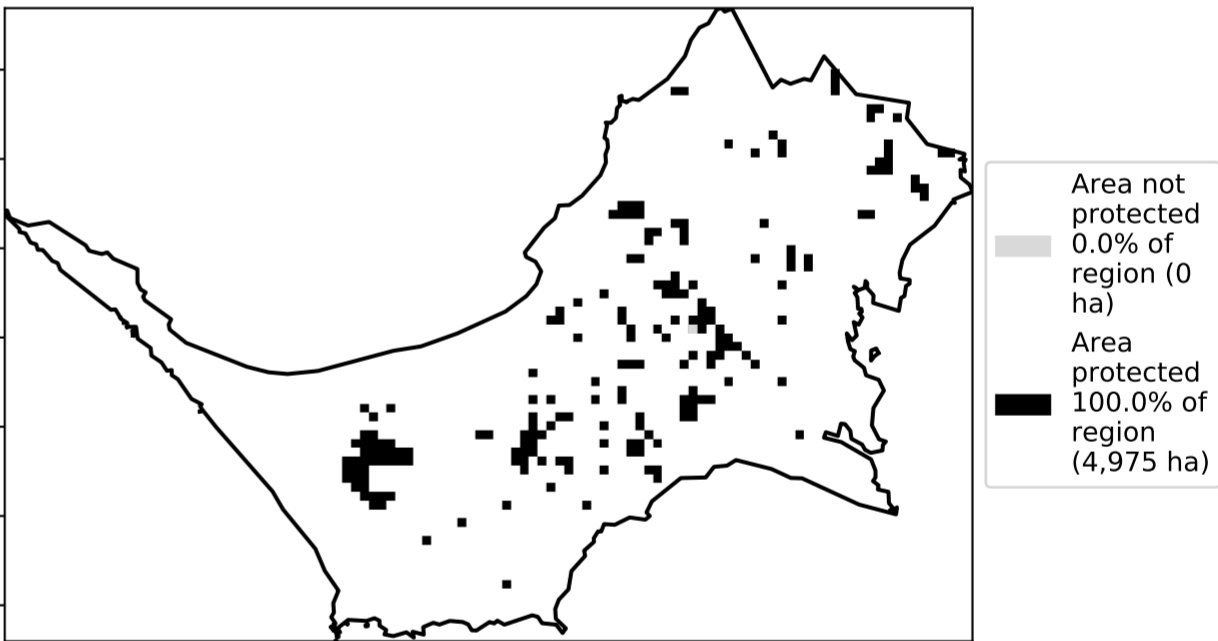 Area not
protected
0.0% of
region (0
ha)
Area
protected
100.0% of
region
(4,975 ha)